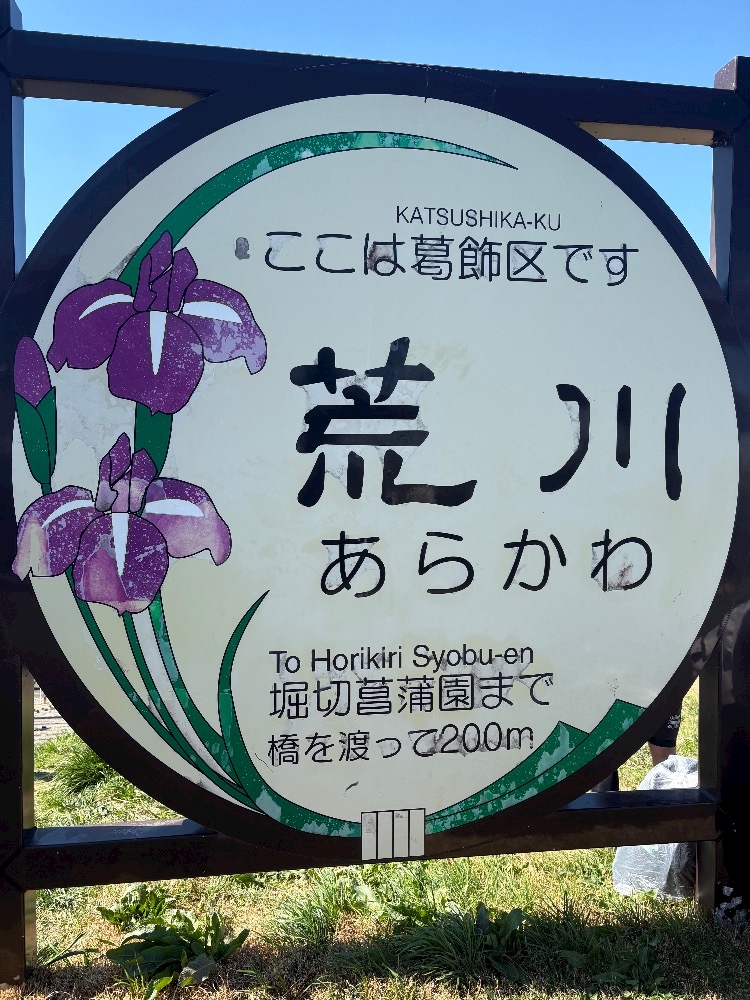 KATSUSHIKA-KU
ここは葛飾区です
荒川
あらかわ
To Horikiri Syobu-en
堀切菖蒲園まで
橋を渡って200m